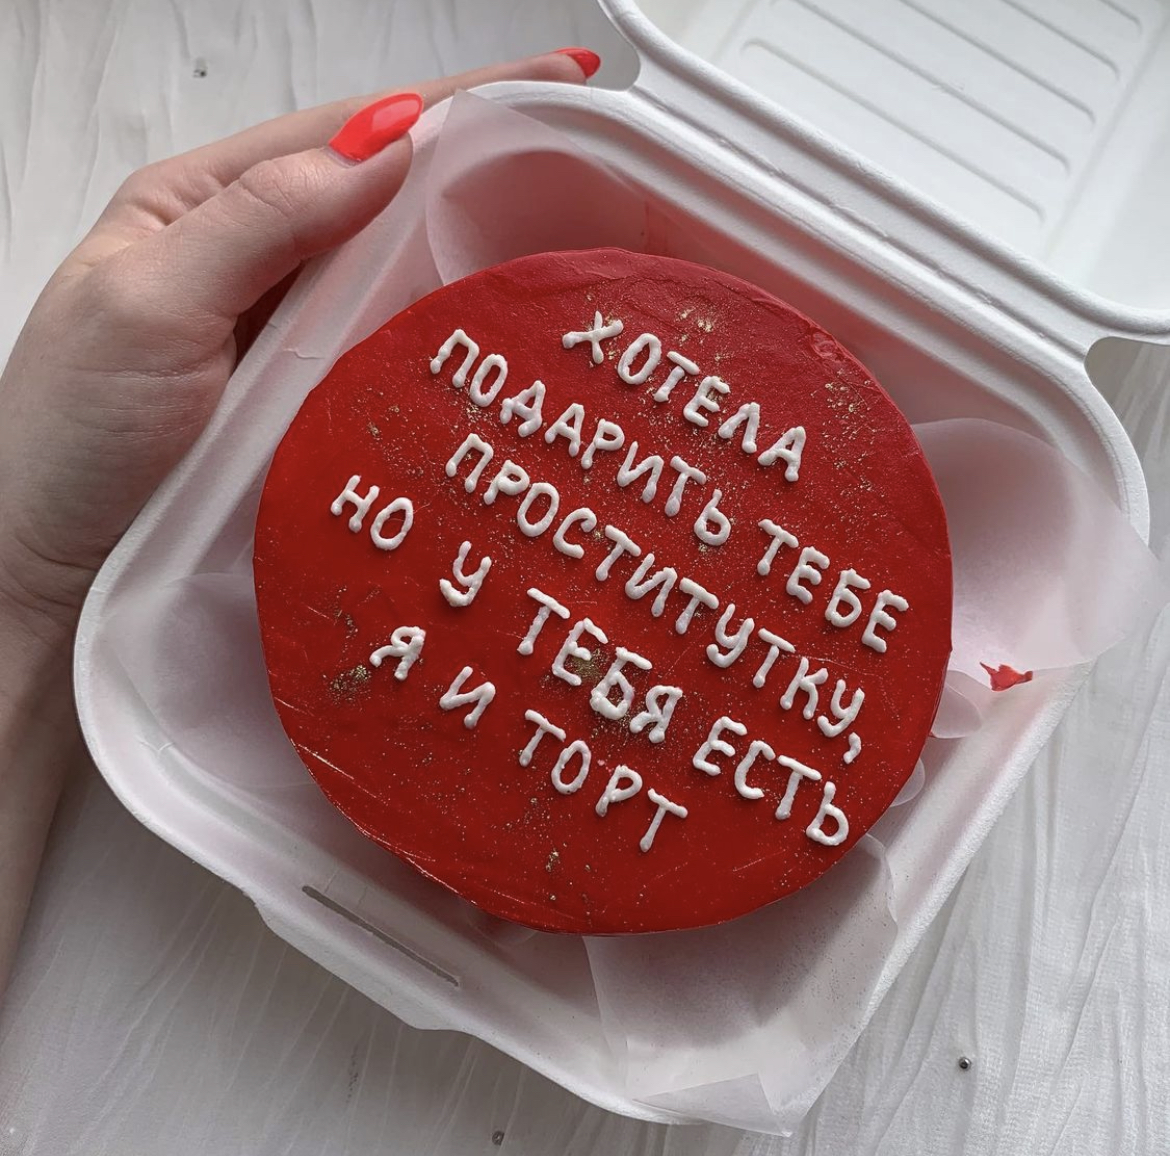 ХОТЕЛА
ПОДАРИТЬ ТЕБЕ
ПРОСТИТУТКУ,
НО У ТЕБЯ ЕСТЬ
Я И ТОРТ